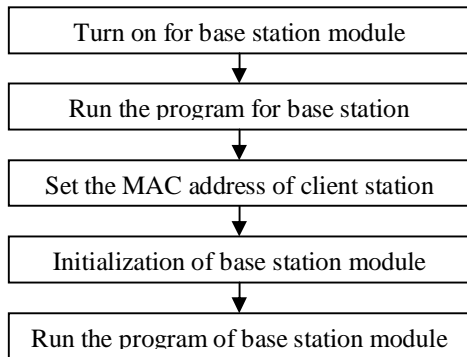 Turn on for base station module
Run the program for base station
Set the MAC address of client station
Initialization of base station module
Run the program of base station module